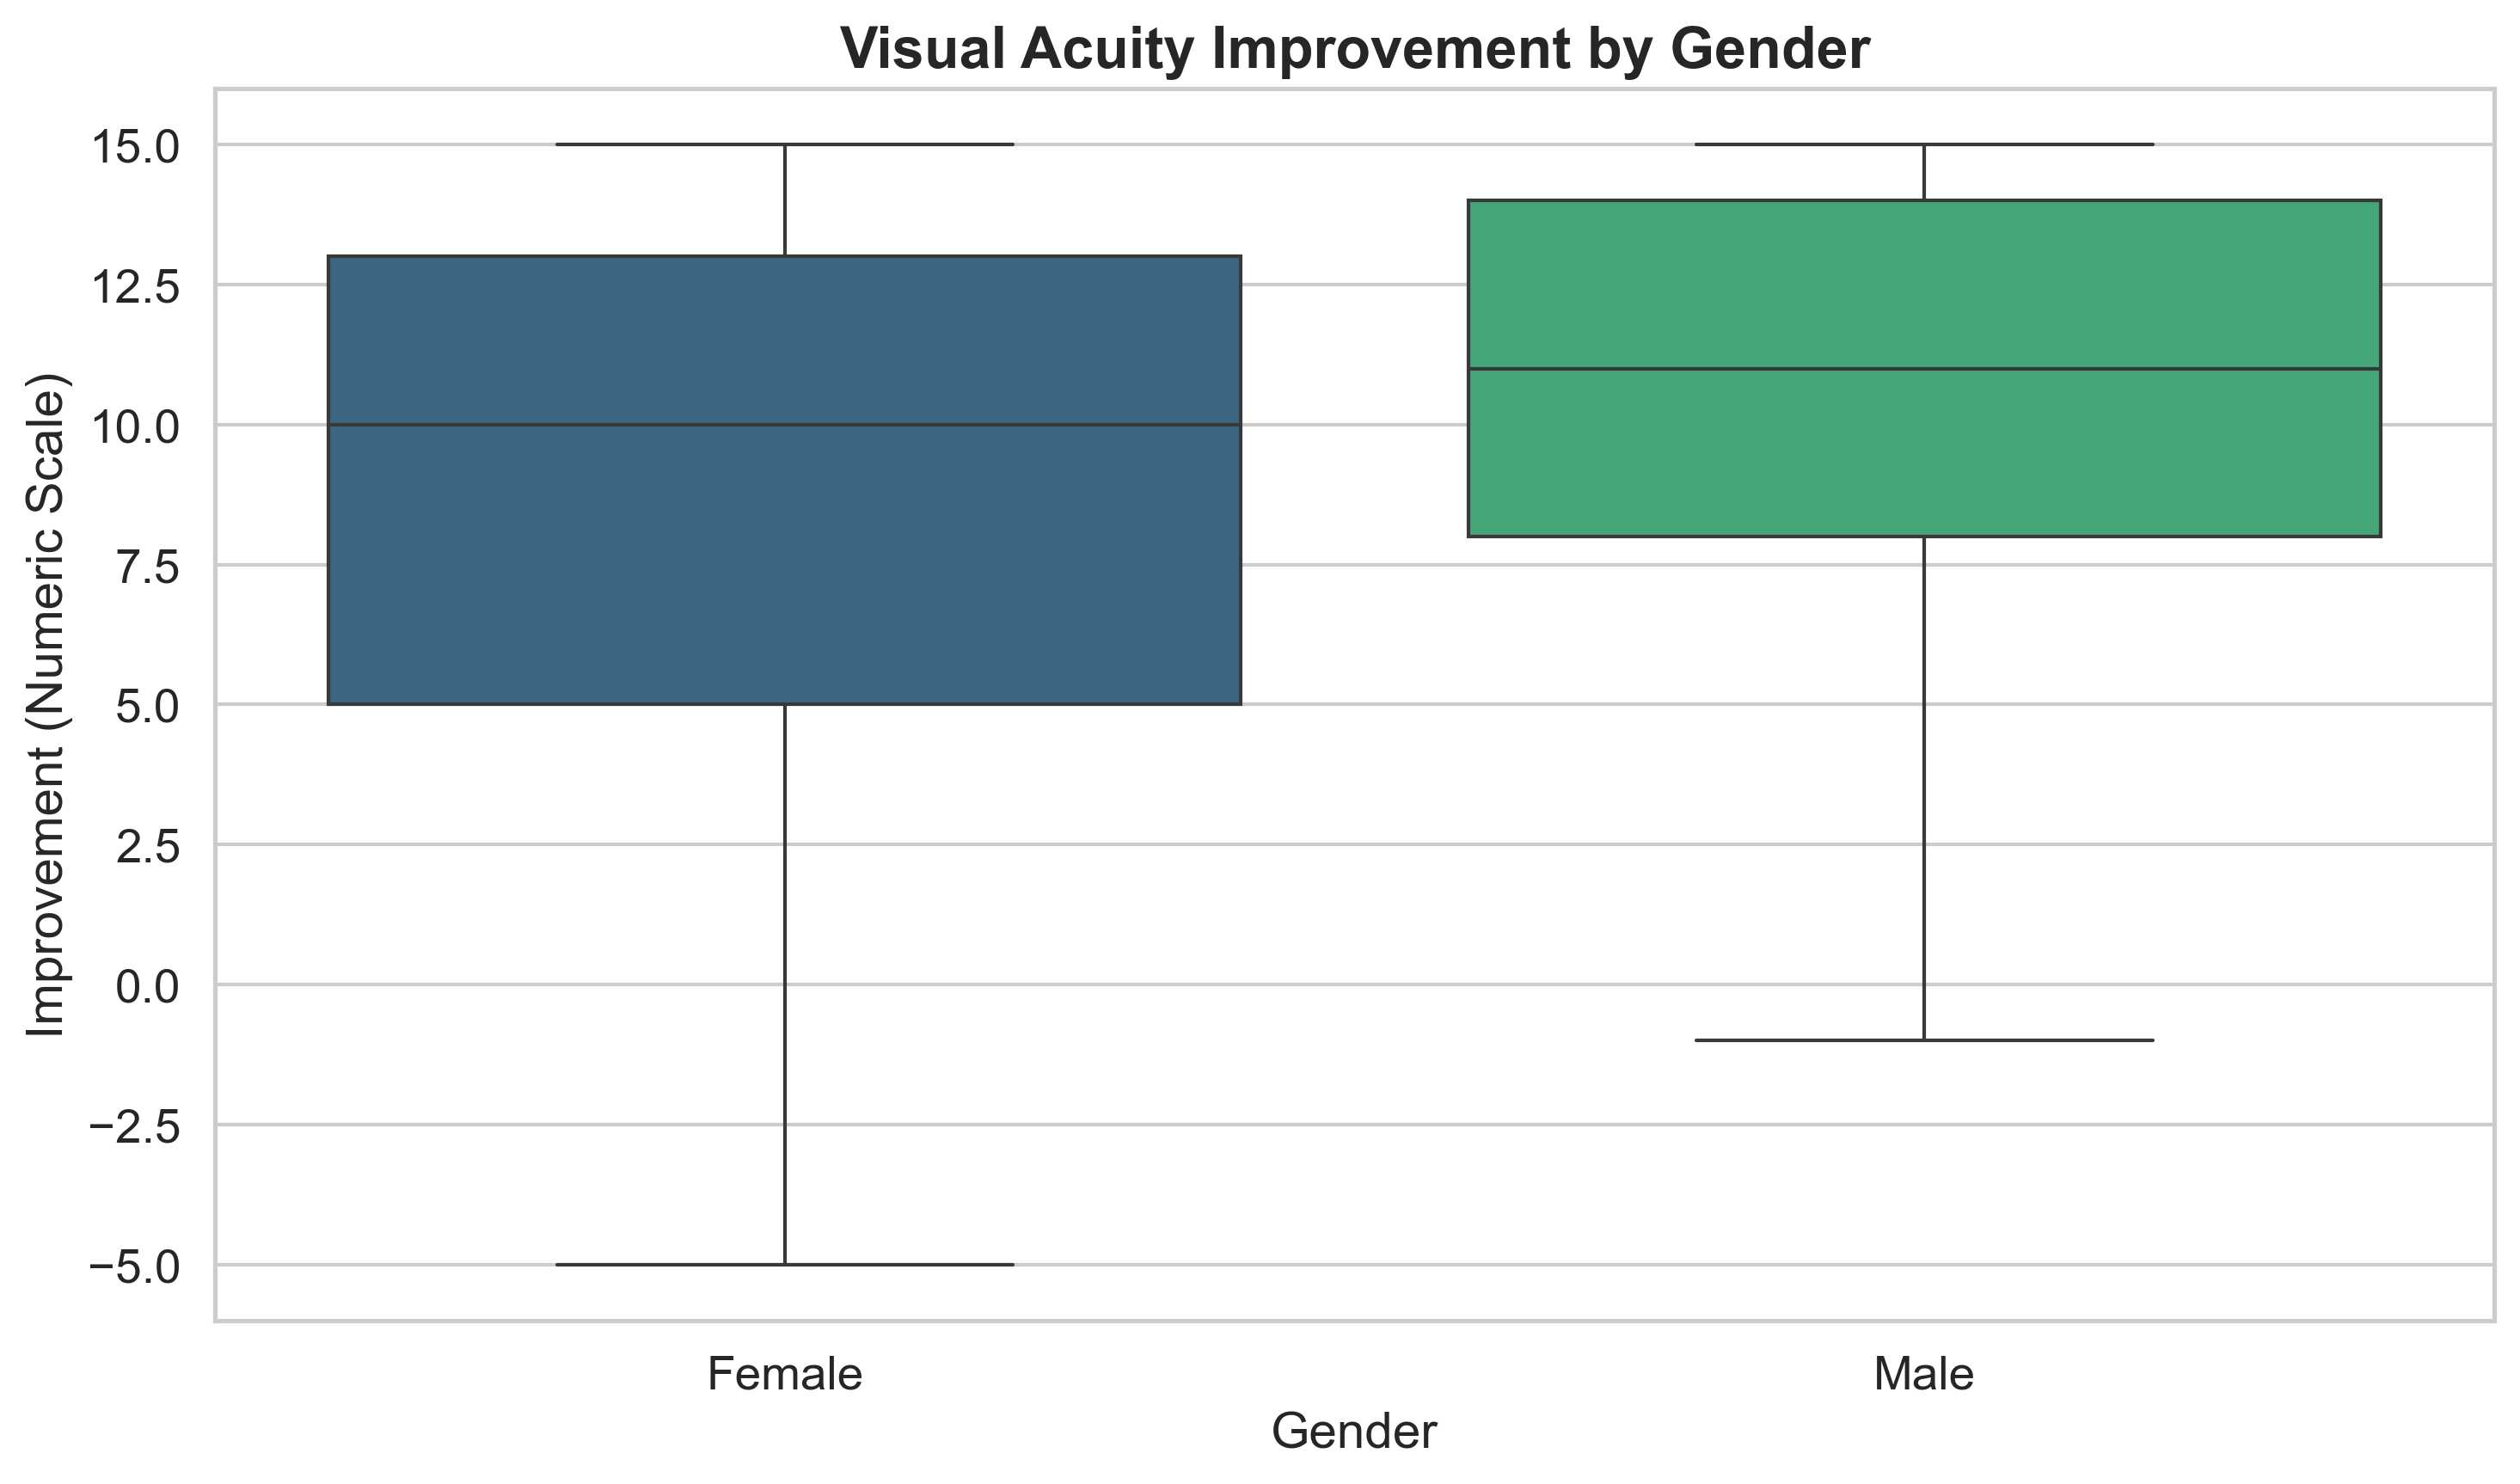 Visual Acuity Improvement by Gender
Improvement (Numeric Scale)
15.0
12.5
10.0
7.5
5.0
2.5
0.0
−2.5
−5.0
Female
Male
Gender